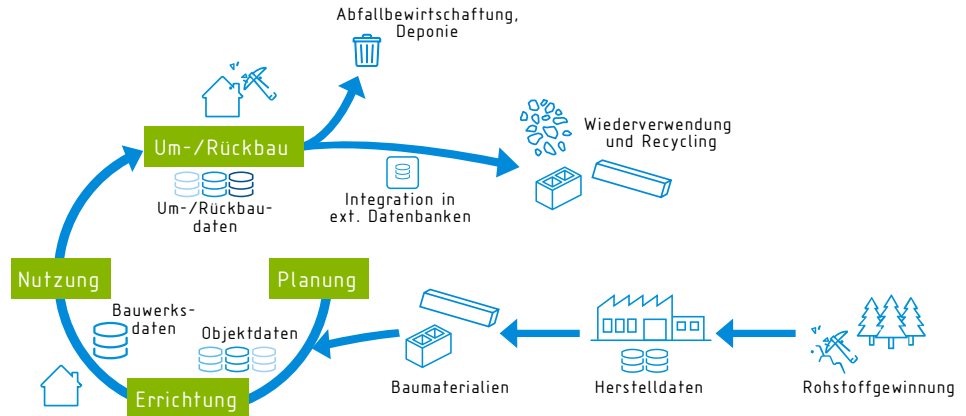 Abfallbewirtschaftung,
Deponie
Um-/Rückbau
Wiederverwendung
und Recycling
Integration in
ext. Datenbanken
Um-/Rückbau-
daten
Nutzung
Planung
Bauwerks-
daten
Objektdaten
Errichtung
Baumaterialien
Herstelldaten
Rohstoffgewinnung